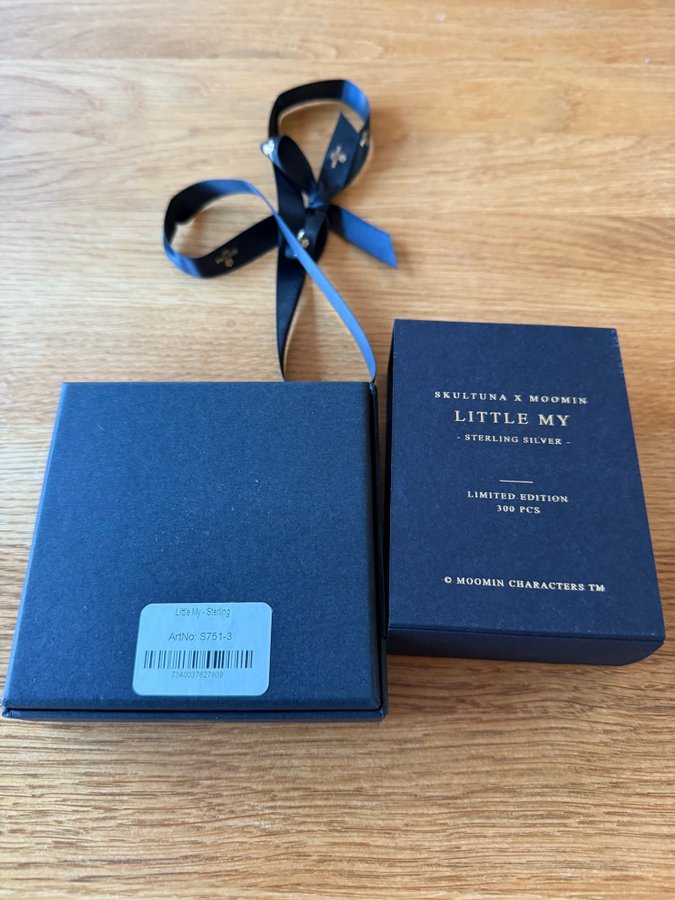 SKULTUNA X MOOMIN
LITTLE MY
- STERLING SILVER -
LIMITED EDITION
300 PCS
© MOOMIN CHARACTERS TM
Little My - Sterling
ArtNo: S751-3
7340037827809